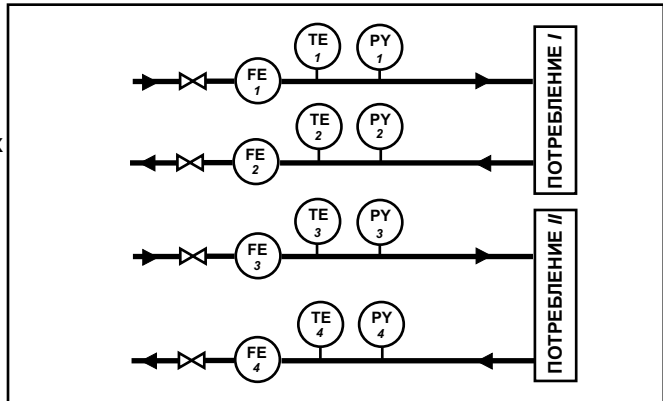 TE 1 PY 1
FE 1
TE 2 PY 2
FE 2
ПОТРЕБЛЕНИЕ I
TE 3 PY 3
FE 3
TE 4 PY 4
FE 4
ПОТРЕБЛЕНИЕ II